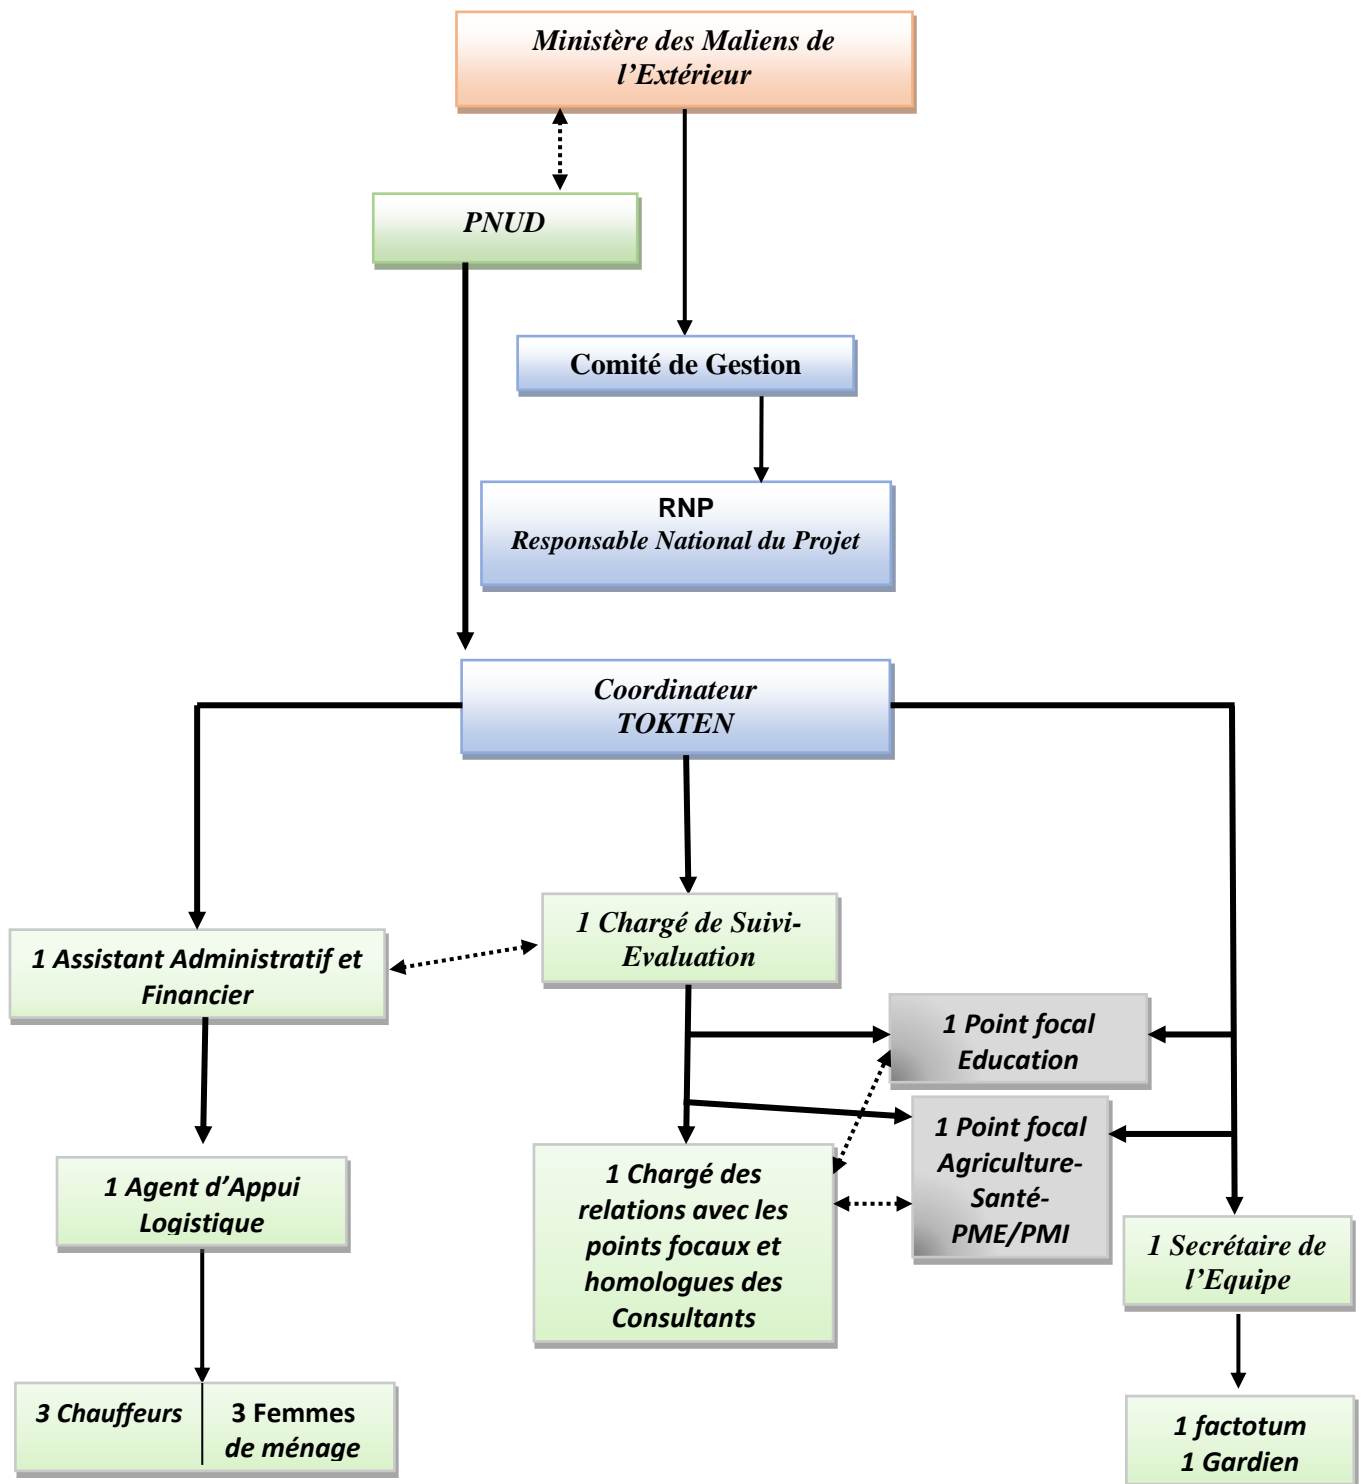 Ministère des Maliens de
l’Extérieur
PNUD
Comité de Gestion
RNP
Responsable National du Projet
Coordinateur
TOKTEN
1 Assistant Administratif et
Financier
1 Chargé de Suivi-
Evaluation
1 Point focal
Education
1 Point focal
Agriculture-
Santé-
PME/PMI
1 Agent d’Appui
Logistique
1 Chargé des
relations avec les
points focaux et
homologues des
Consultants
1 Secrétaire de
l’Equipe
3 Chauffeurs
3 Femmes
de ménage
1 factotum
1 Gardien